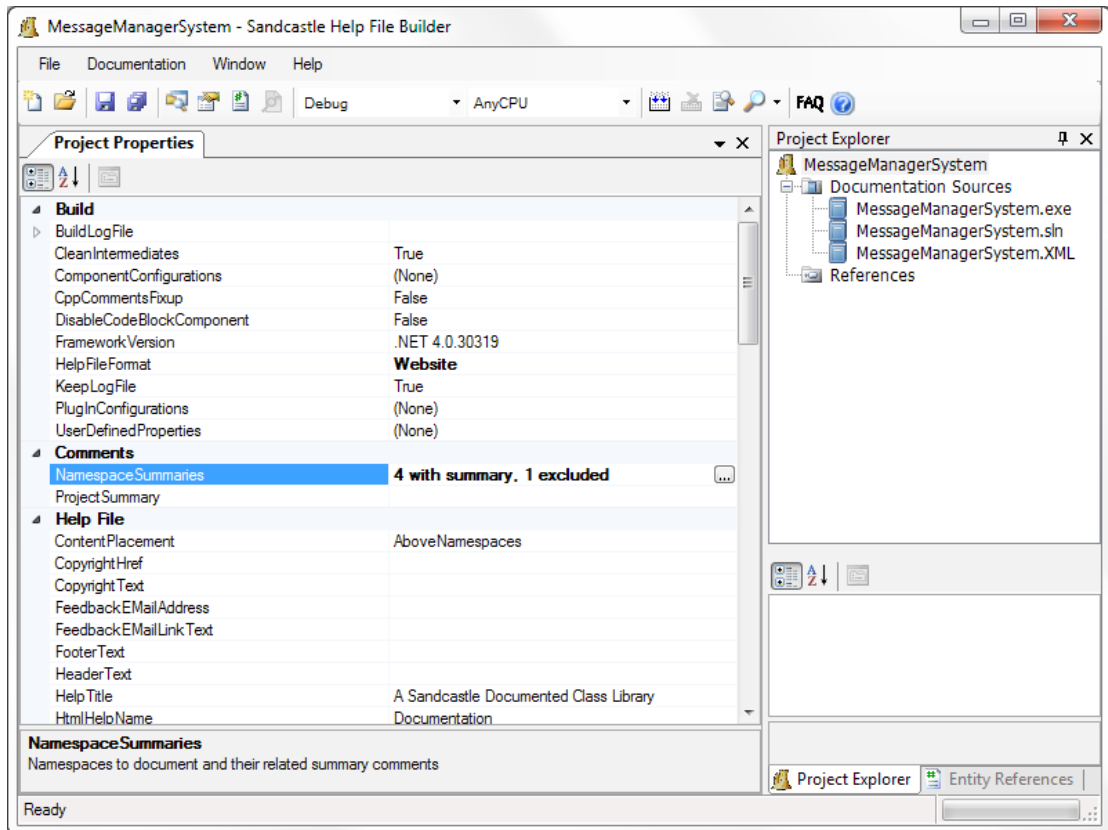 MessageManagerSystem - Sandcastle Help File Builder
File Documentation Window Help
Debug AnyCPU FAQ
Project Properties
Build
BuildLogFile
CleanIntermediates True
ComponentConfigurations (None)
CppCommentsFixup False
DisableCodeBlockComponent False
FrameworkVersion .NET 4.0.30319
HelpFileFormat Website
KeepLogFile True
PlugInConfigurations (None)
UserDefinedProperties (None)
Comments
NamespaceSummaries 4 with summary, 1 excluded ...
ProjectSummary
Help File
ContentPlacement AboveNamespaces
CopyrightHref
CopyrightText
FeedbackEMailAddress
FeedbackEMailLinkText
FooterText
HeaderText
HelpTitle A Sandcastle Documented Class Library
HtmlHelpName Documentation
NamespaceSummaries
Namespaces to document and their related summary comments
Project Explorer
MessageManagerSystem
Documentation Sources
MessageManagerSystem.exe
MessageManagerSystem.sln
MessageManagerSystem.XML
References
Project Explorer Entity References
Ready